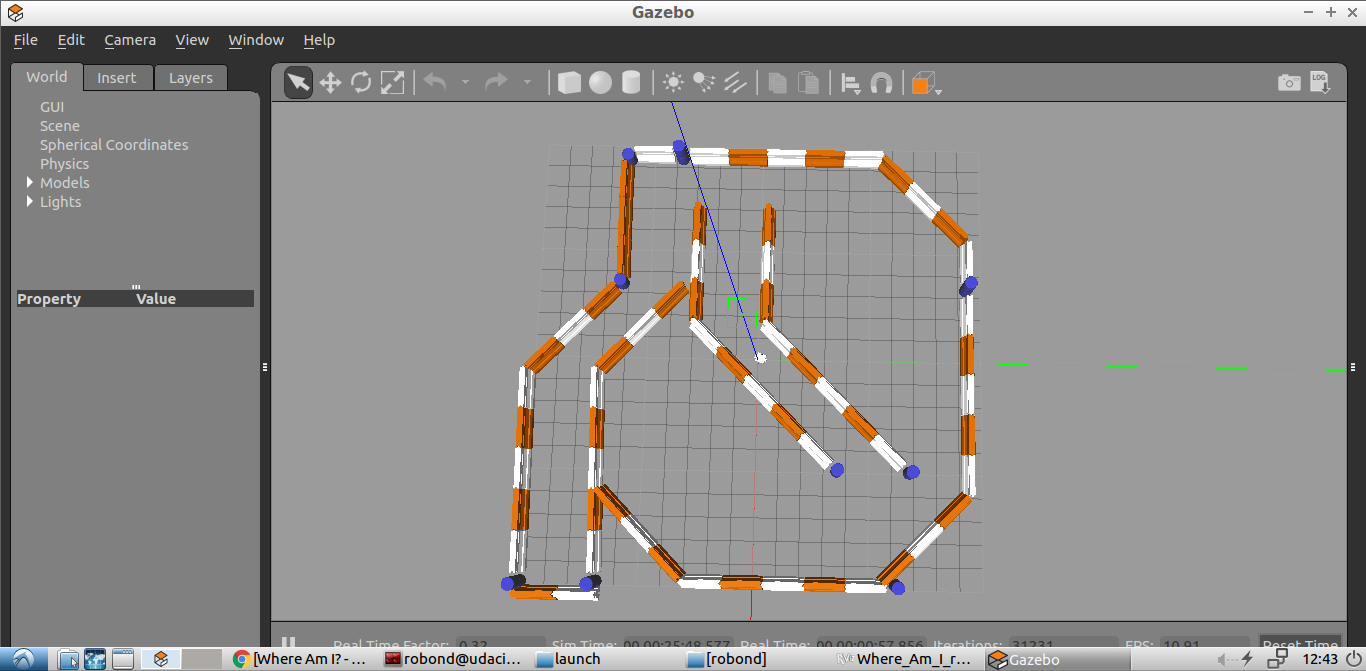 Gazebo
File Edit Camera View Window Help
World Insert Layers
LOG
GUI
Scene
Spherical Coordinates
Physics
Models
Lights
Property Value
Real Time Factor: 0.32 Sim Time: 00 00:25:48.577 Real Time: 00 00:00:57.856 Iterations: 31231 FPS: 10.91 Reset Time
[Where Am I? - ... robond@udaci... launch [robond] Where_Am_I_r... Gazebo 12:43